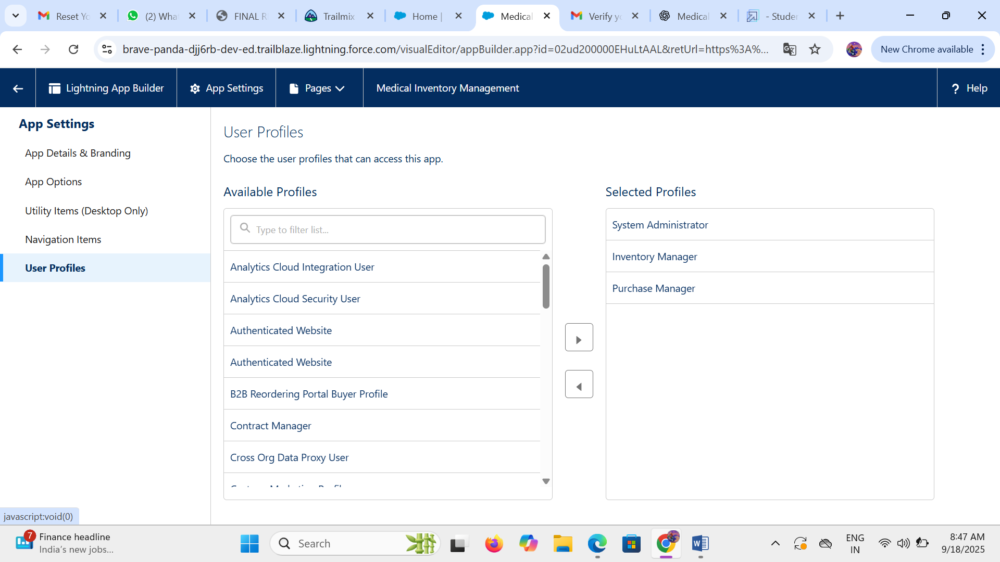 Reset Yo
(2) What
FINAL R
Trailmix
Home |
Medical
Verify yo
Medical
- Studen
brave-panda-djj6rb-dev-ed.trailblaze.lightning.force.com/visualEditor/appBuilder.app?id=02ud200000EHuLtAAL&retUrl=https%3A%...
New Chrome available
Lightning App Builder
App Settings
Pages
Medical Inventory Management
? Help
App Settings
App Details & Branding
App Options
Utility Items (Desktop Only)
Navigation Items
User Profiles
User Profiles
Choose the user profiles that can access this app.
Available Profiles
Type to filter list...
Analytics Cloud Integration User
Analytics Cloud Security User
Authenticated Website
Authenticated Website
B2B Reordering Portal Buyer Profile
Contract Manager
Cross Org Data Proxy User
Selected Profiles
System Administrator
Inventory Manager
Purchase Manager
javascript:void(0)
7
Finance headline
India's new jobs...
Search
ENG
IN
8:47 AM
9/18/2025